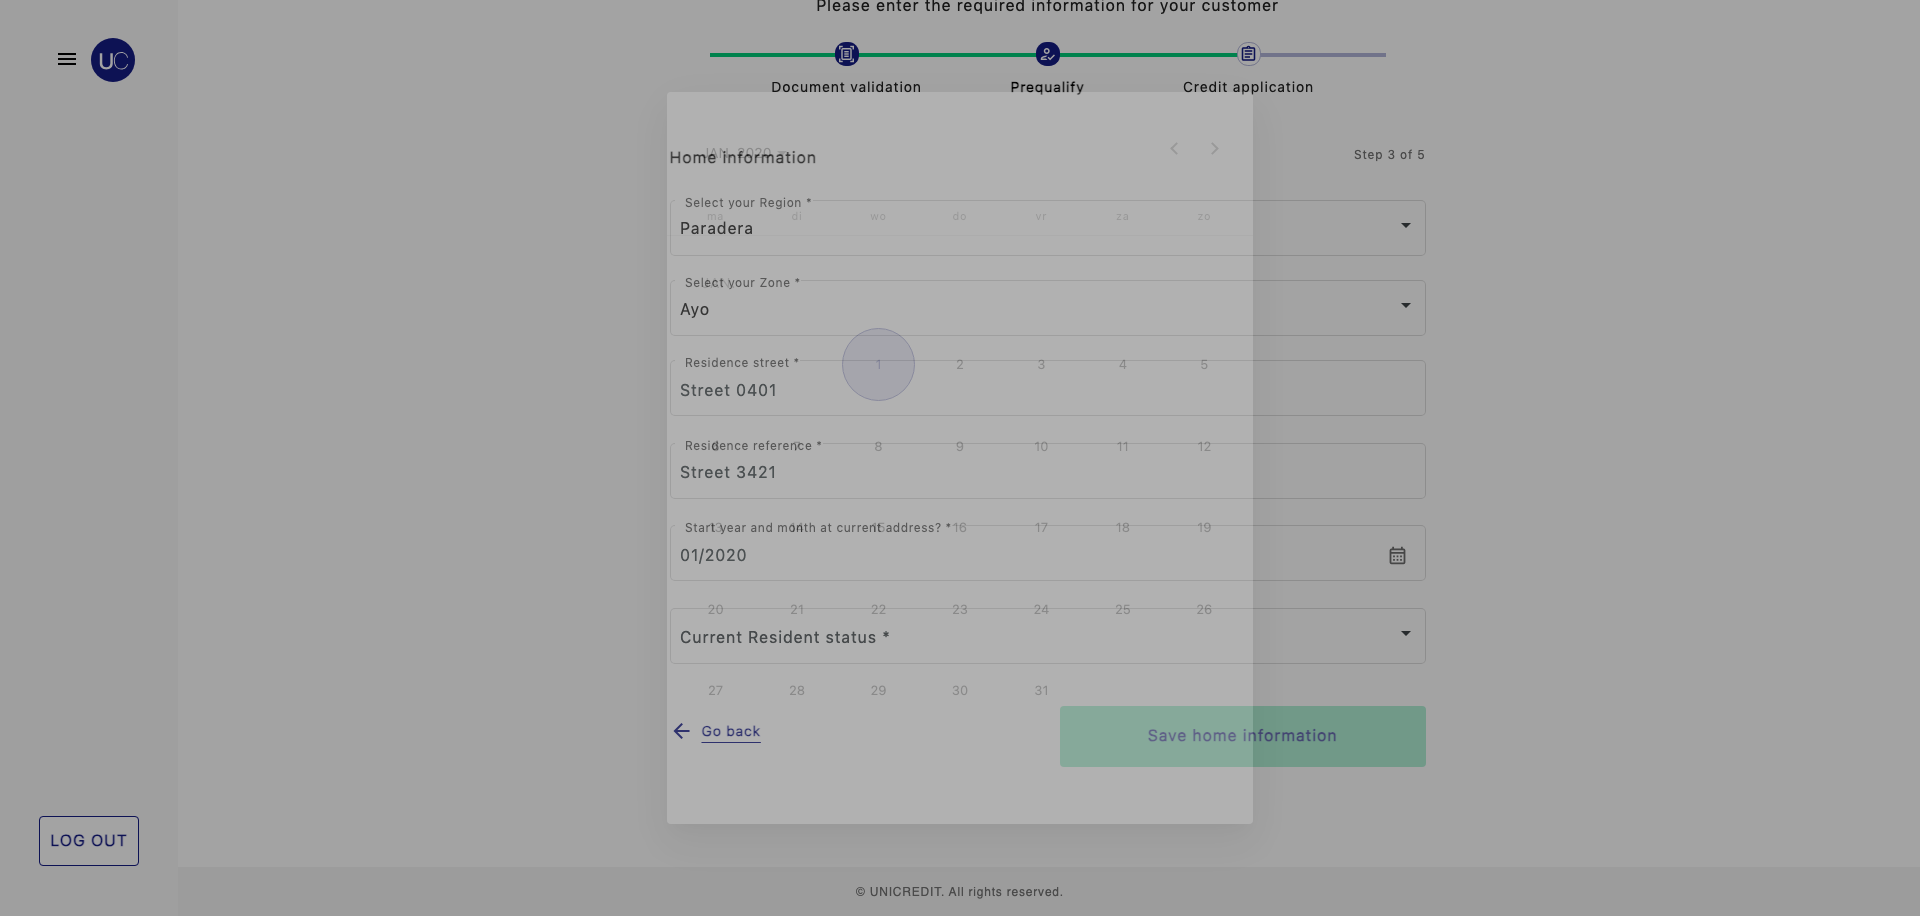 Please enter the required information for your customer
UC
Document validation
Prequalify
Credit application
JAN. 2020
Home Information
Step 3 of 5
Select your Region *
ma di wo do vr za zo
Paradera
Select your Zone *
Ayo
Residence street *
1 2 3 4 5
Street 0401
Residence reference *
6 7 8 9 10 11 12
Street 3421
Start year and month at current address? *
13 14 15 16 17 18 19
01/2020
20 21 22 23 24 25 26
Current Resident status *
27 28 29 30 31
Go back
Save home information
LOG OUT
© UNICREDIT. All rights reserved.